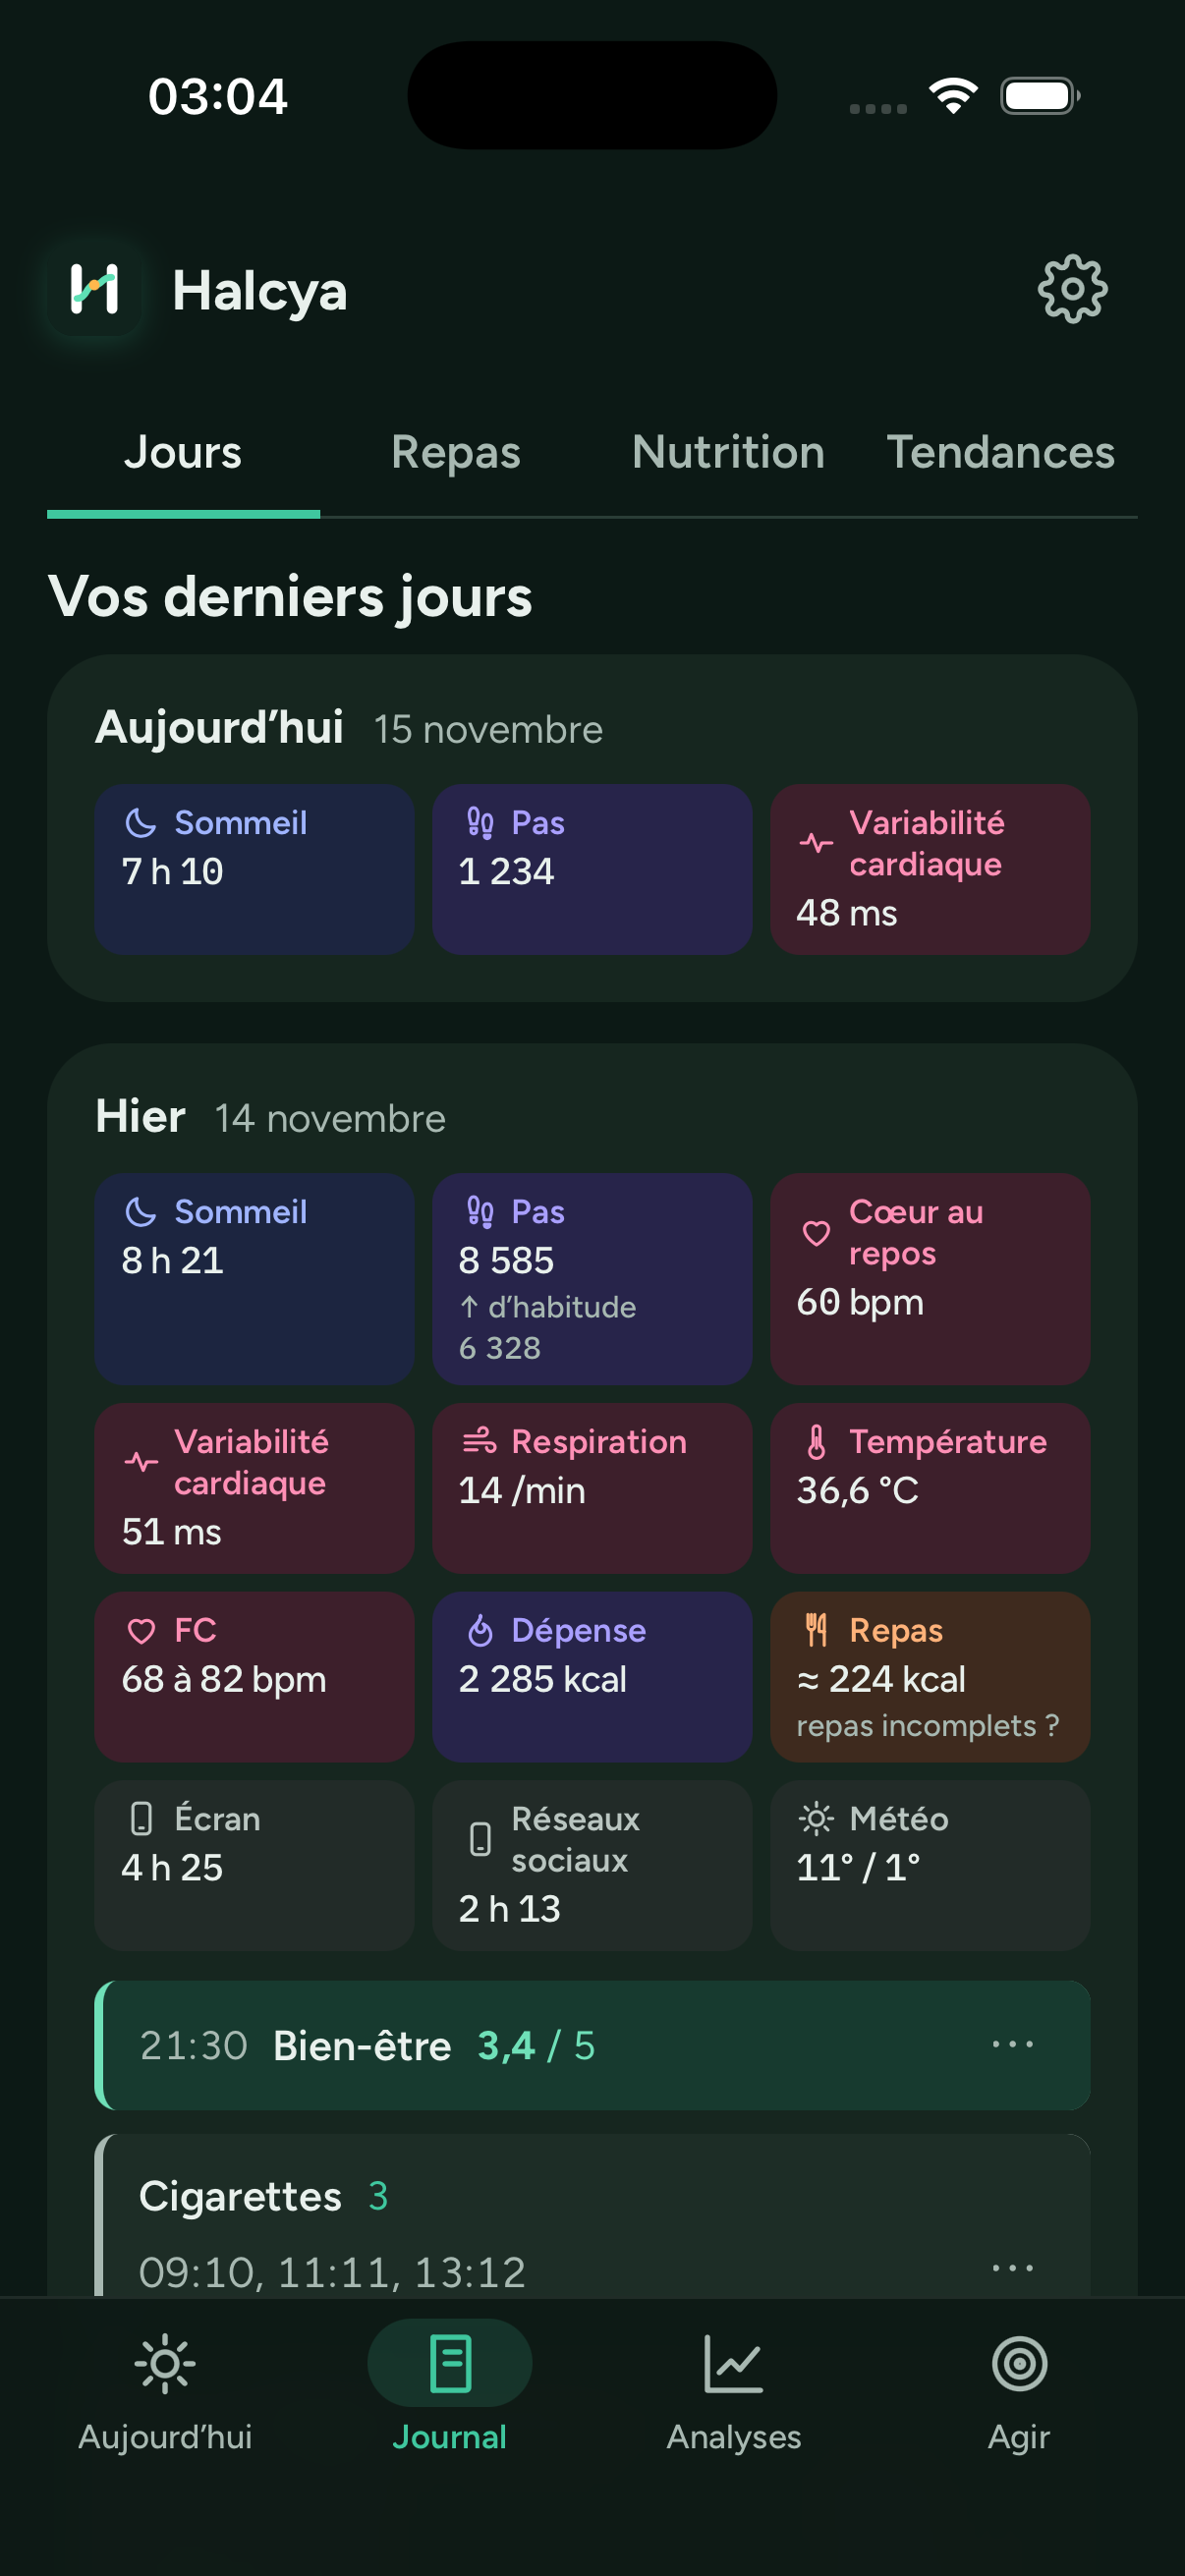 03:04
Halcya
Jours
Repas
Nutrition
Tendances
Vos derniers jours
Aujourd’hui 15 novembre
Sommeil
7 h 10
Pas
1 234
Variabilité
cardiaque
48 ms
Hier 14 novembre
Sommeil
8 h 21
Pas
8 585
↑ d’habitude
6 328
Cœur au
repos
60 bpm
Variabilité
cardiaque
51 ms
Respiration
14 /min
Température
36,6 °C
FC
68 à 82 bpm
Dépense
2 285 kcal
Repas
≈ 224 kcal
repas incomplets ?
Écran
4 h 25
Réseaux
sociaux
2 h 13
Météo
11° / 1°
21:30 Bien-être 3,4 / 5
Cigarettes 3
09:10, 11:11, 13:12
Aujourd’hui
Journal
Analyses
Agir